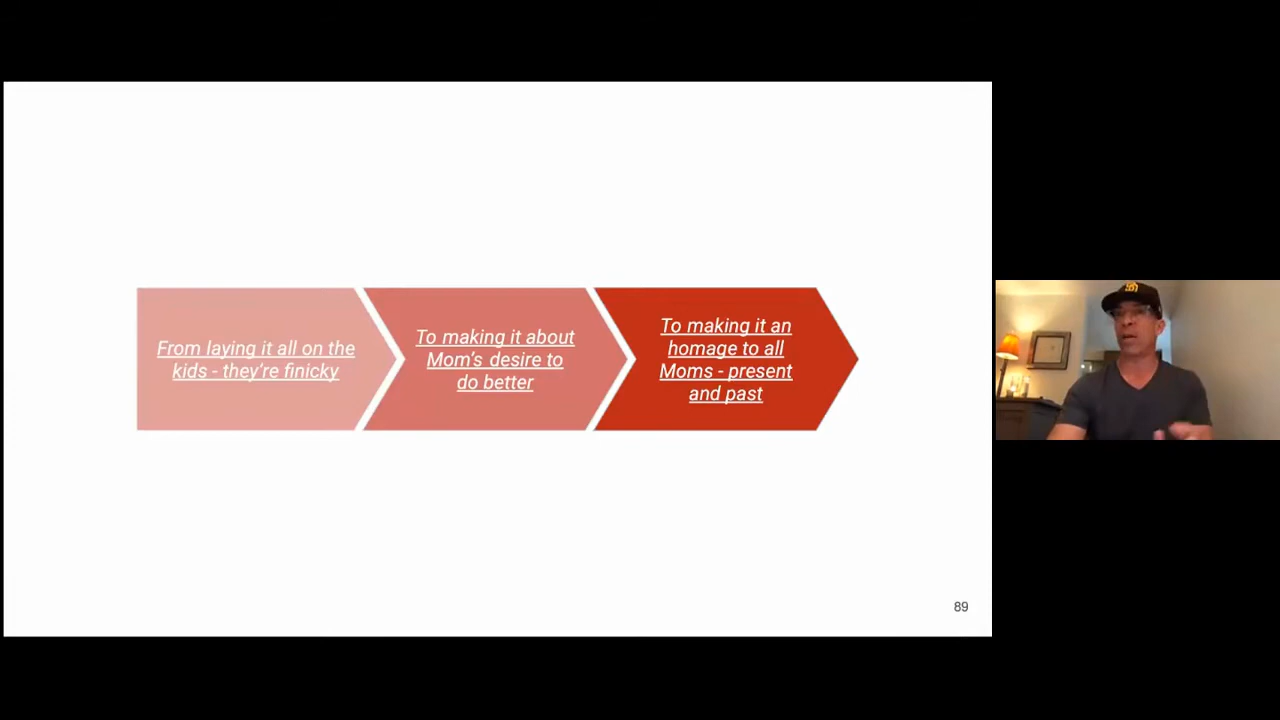 From laying it all on the
kids - they're finicky
To making it about
Mom's desire to
do better
To making it an
homage to all
Moms - present
and past
89